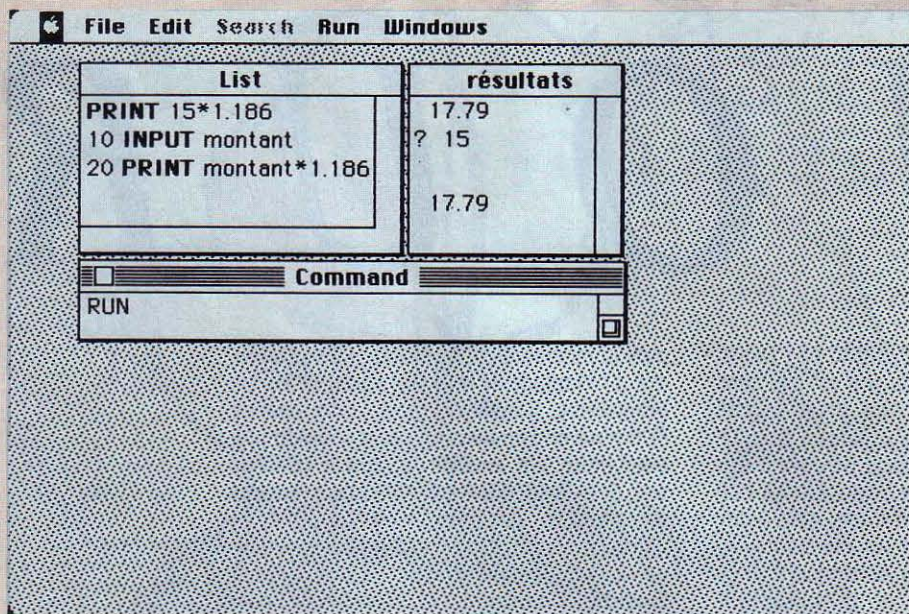 File Edit Search Run Windows
List
PRINT 15*1.186
10 INPUT montant
20 PRINT montant*1.186
résultats
17.79
? 15
17.79
Command
RUN